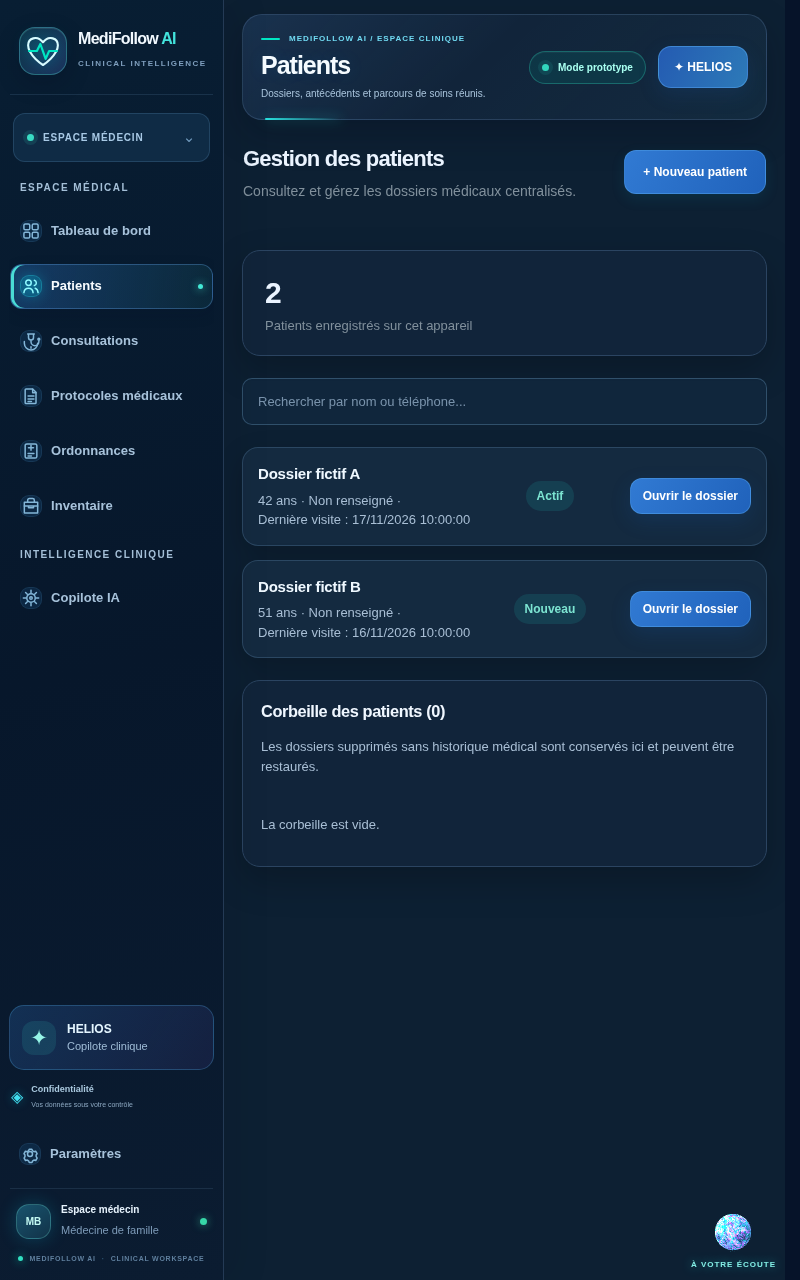 MediFollow AI
CLINICAL INTELLIGENCE
ESPACE MÉDECIN
ESPACE MÉDICAL
Tableau de bord
Patients
Consultations
Protocoles médicaux
Ordonnances
Inventaire
INTELLIGENCE CLINIQUE
Copilote IA
HELIOS
Copilote clinique
Confidentialité
Vos données sous votre contrôle
Paramètres
MB
Espace médecin
Médecine de famille
MEDIFOLLOW AI · CLINICAL WORKSPACE
MEDIFOLLOW AI / ESPACE CLINIQUE
Patients
Dossiers, antécédents et parcours de soins réunis.
Mode prototype
✦ HELIOS
Gestion des patients
Consultez et gérez les dossiers médicaux centralisés.
+ Nouveau patient
2
Patients enregistrés sur cet appareil
Rechercher par nom ou téléphone...
Dossier fictif A
42 ans · Non renseigné ·
Dernière visite : 17/11/2026 10:00:00
Actif
Ouvrir le dossier
Dossier fictif B
51 ans · Non renseigné ·
Dernière visite : 16/11/2026 10:00:00
Nouveau
Ouvrir le dossier
Corbeille des patients (0)
Les dossiers supprimés sans historique médical sont conservés ici et peuvent être
restaurés.
La corbeille est vide.
À VOTRE ÉCOUTE